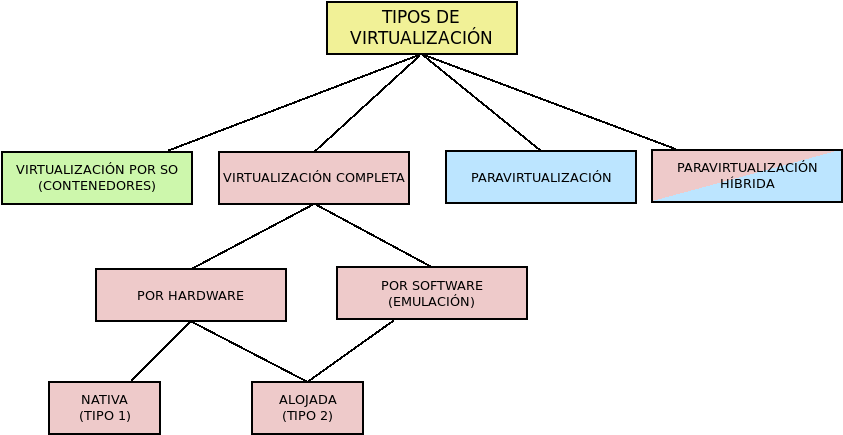 TIPOS DE
VIRTUALIZACIÓN
VIRTUALIZACIÓN POR SO
(CONTENEDORES)
VIRTUALIZACIÓN COMPLETA
PARAVIRTUALIZACIÓN
PARAVIRTUALIZACIÓN
HÍBRIDA
POR HARDWARE
POR SOFTWARE
(EMULACIÓN)
NATIVA
(TIPO 1)
ALOJADA
(TIPO 2)